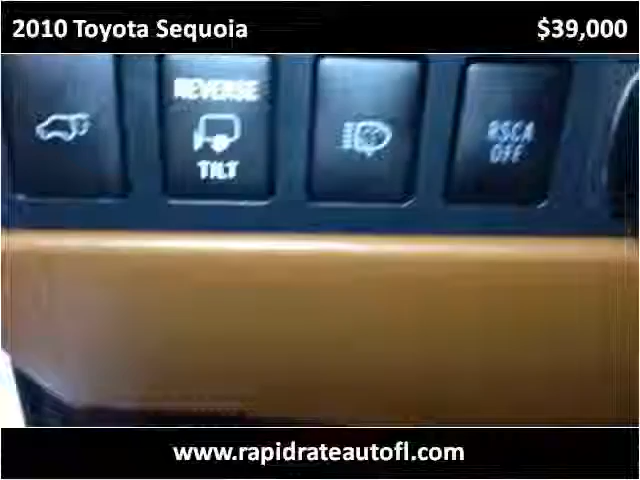 2010 Toyota Sequoia $39,000
REVERSE
TILT
RSCA
OFF
www.rapidrateautofl.com